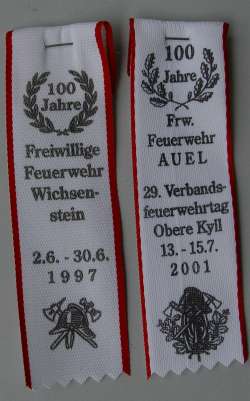 100
Jahre
Freiwillige
Feuerwehr
Wichsen-
stein
2.6. - 30.6.
1997
100
Jahre
Frw.
Feuerwehr
AUEL
29. Verbands-
feuerwehrtag
Obere Kyll
13. - 15.7.
2001